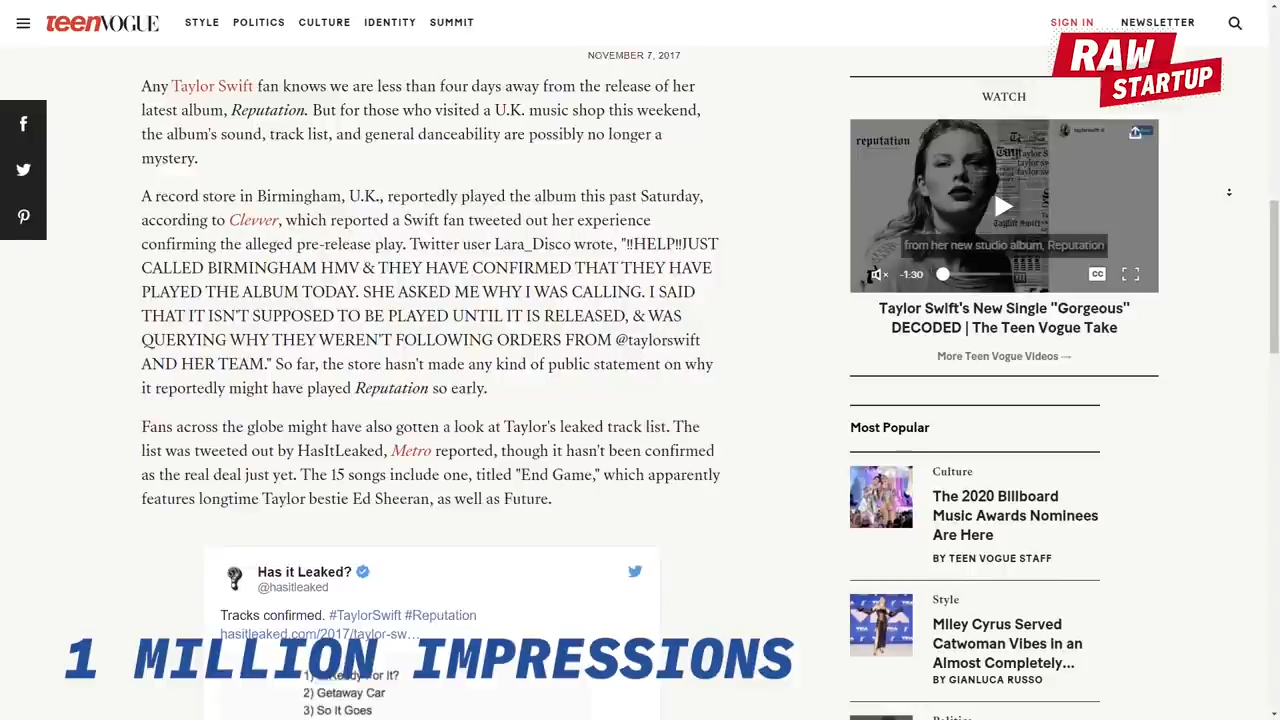 teenVOGUE
STYLE POLITICS CULTURE IDENTITY SUMMIT
SIGN IN NEWSLETTER
RAW
STARTUP
NOVEMBER 7, 2017
Any Taylor Swift fan knows we are less than four days away from the release of her
latest album, Reputation. But for those who visited a U.K. music shop this weekend,
the album's sound, track list, and general danceability are possibly no longer a
mystery.
A record store in Birmingham, U.K., reportedly played the album this past Saturday,
according to Clevver, which reported a Swift fan tweeted out her experience
confirming the alleged pre-release play. Twitter user Lara_Disco wrote, "!!HELP!!JUST
CALLED BIRMINGHAM HMV & THEY HAVE CONFIRMED THAT THEY HAVE
PLAYED THE ALBUM TODAY. SHE ASKED ME WHY I WAS CALLING. I SAID
THAT IT ISN'T SUPPOSED TO BE PLAYED UNTIL IT IS RELEASED, & WAS
QUERYING WHY THEY WEREN'T FOLLOWING ORDERS FROM @taylorswift
AND HER TEAM." So far, the store hasn't made any kind of public statement on why
it reportedly might have played Reputation so early.
Fans across the globe might have also gotten a look at Taylor's leaked track list. The
list was tweeted out by HasItLeaked, Metro reported, though it hasn't been confirmed
as the real deal just yet. The 15 songs include one, titled "End Game," which apparently
features longtime Taylor bestie Ed Sheeran, as well as Future.
Has it Leaked?
@hasitleaked
Tracks confirmed. #TaylorSwift #Reputation
hasitleaked.com/2017/taylor-sw…
1 MILLION IMPRESSIONS
1) For it?
2) Getaway Car
3) So It Goes
WATCH
reputation
taylorswift
from her new studio album, Reputation
-1:30
CC
Taylor Swift's New Single "Gorgeous"
DECODED | The Teen Vogue Take
More Teen Vogue Videos
Most Popular
Culture
The 2020 Billboard
Music Awards Nominees
Are Here
BY TEEN VOGUE STAFF
Style
Miley Cyrus Served
Catwoman Vibes in an
Almost Completely...
BY GIANLUCA RUSSO